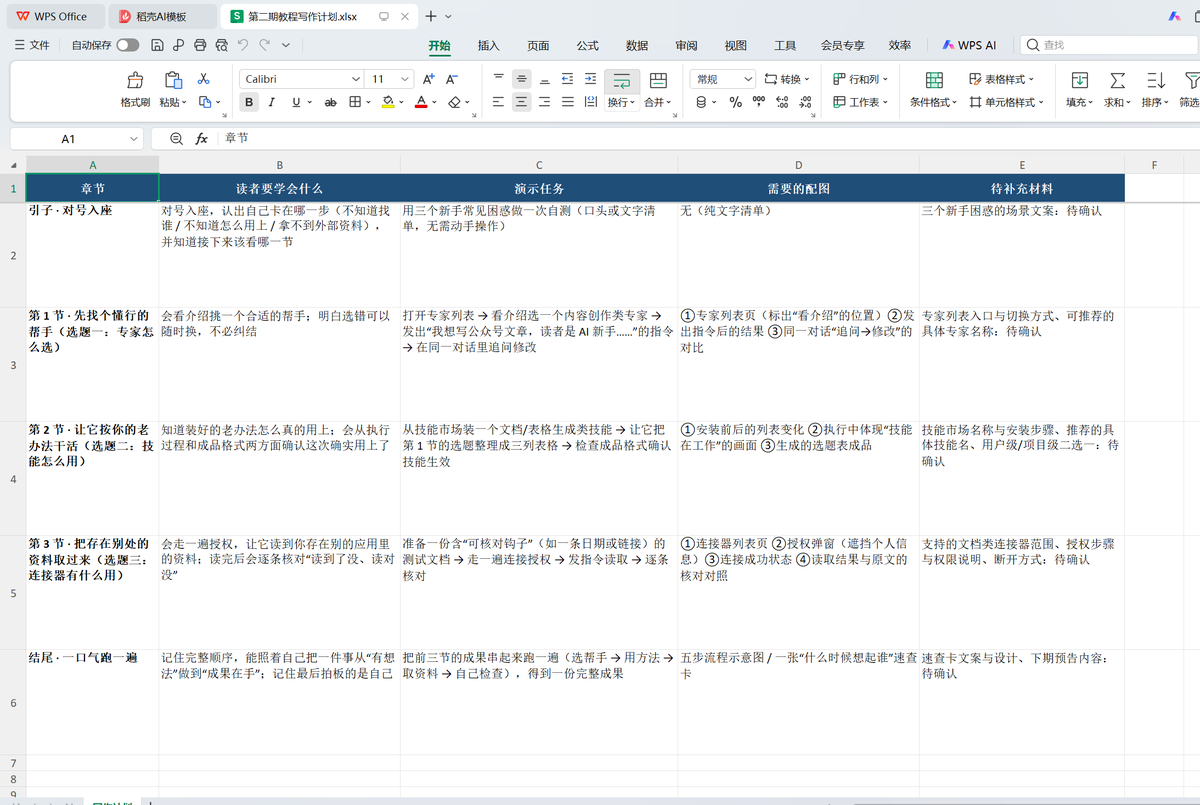 WPS Office 稻壳AI模板 第二期教程写作计划.xlsx
文件 自动保存 开始 插入 页面 公式 数据 审阅 视图 工具 会员专享 效率 WPS AI 查找
Calibri 11 常规 转换 行和列 表格样式
格式刷 粘贴 B I U ab A 换行 合并 % 条件格式 工作表 单元格样式 填充 求和 排序 筛选
A1 fx 章节
A B C D E F
1 章节 读者要学会什么 演示任务 需要的配图 待补充材料
2
引子 · 对号入座
对号入座，认出自己卡在哪一步（不知道找
谁 / 不知道怎么用上 / 拿不到外部资料），
并知道接下来该看哪一节
用三个新手常见困惑做一次自测（口头或文字清
单，无需动手操作）
无（纯文字清单）
三个新手困惑的场景文案：待确认
3
第 1 节 · 先找个懂行的
帮手（选题一：专家怎
么选）
会看介绍挑一个合适的帮手；明白选错可以
随时换，不必纠结
打开专家列表 → 看介绍选一个内容创作类专家 →
发出“我想写公众号文章，读者是 AI 新手……”的指令
→ 在同一对话里追问修改
①专家列表页（标出“看介绍”的位置）②发
出指令后的结果 ③同一对话“追问→修改”的
对比
专家列表入口与切换方式、可推荐的
具体专家名称：待确认
4
第 2 节 · 让它按你的老
办法干活（选题二：技
能怎么用）
知道装好的老办法怎么真的用上；会从执行
过程和成品格式两方面确认这次确实用上了
从技能市场装一个文档/表格生成类技能 → 让它把
第 1 节的选题整理成三列表格 → 检查成品格式确认
技能生效
①安装前后的列表变化 ②执行中体现“技能
在工作”的画面 ③生成的选题表成品
技能市场名称与安装步骤、推荐的具
体技能名、用户级/项目级二选一：待
确认
5
第 3 节 · 把存在别处的
资料取过来（选题三：
连接器有什么用）
会走一遍授权，让它读到你存在别的应用里
的资料；读完后会逐条核对“读到了没、读对
没”
准备一份含“可核对钩子”（如一条日期或链接）的
测试文档 → 走一遍连接授权 → 发指令读取 → 逐条
核对
①连接器列表页 ②授权弹窗（遮挡个人信
息）③连接成功状态 ④读取结果与原文的
核对对照
支持的文档类连接器范围、授权步骤
与权限说明、断开方式：待确认
6
结尾 · 一口气跑一遍
记住完整顺序，能照着自己把一件事从“有想
法”做到“成果在手”；记住最后拍板的是自己
把前三节的成果串起来跑一遍（选帮手 → 用方法 →
取资料 → 自己检查），得到一份完整成果
五步流程示意图 / 一张“什么时候想起谁”速查
卡
速查卡文案与设计、下期预告内容：
待确认
7
8
9